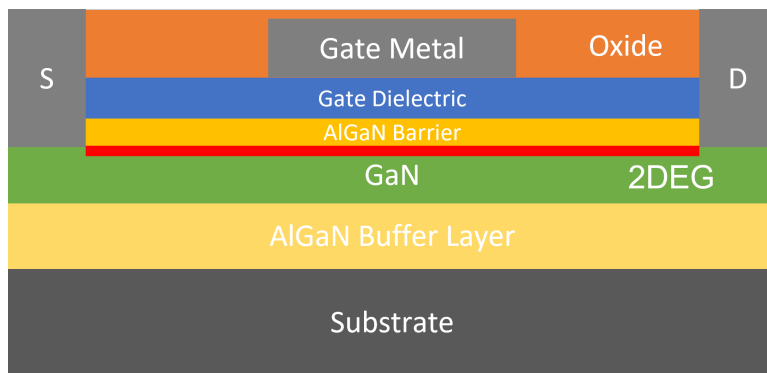 Gate Metal
Oxide
S
D
Gate Dielectric
AlGaN Barrier
GaN
2DEG
AlGaN Buffer Layer
Substrate